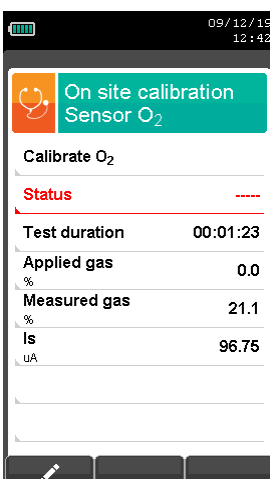 09/12/19
12:42
On site calibration
Sensor O₂
Calibrate O₂
Status -----
Test duration 00:01:23
Applied gas 0.0
%
Measured gas 21.1
%
Is 96.75
uA